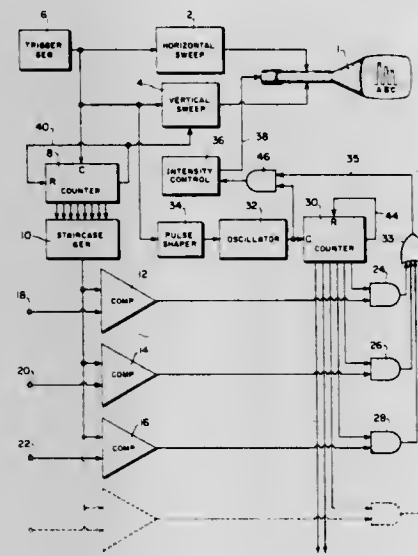 6
TRIGGER
GEN
2
HORIZONTAL
SWEEP
1
A B C
4
VERTICAL
SWEEP
40
8
C
R
COUNTER
36
INTENSITY
CONTROL
38
46
35
10
STAIRCASE
GEN
34
PULSE
SHAPER
32
OSCILLATOR
30
R
C
COUNTER
44
33
18
12
COMP
24
20
14
COMP
26
22
16
COMP
28